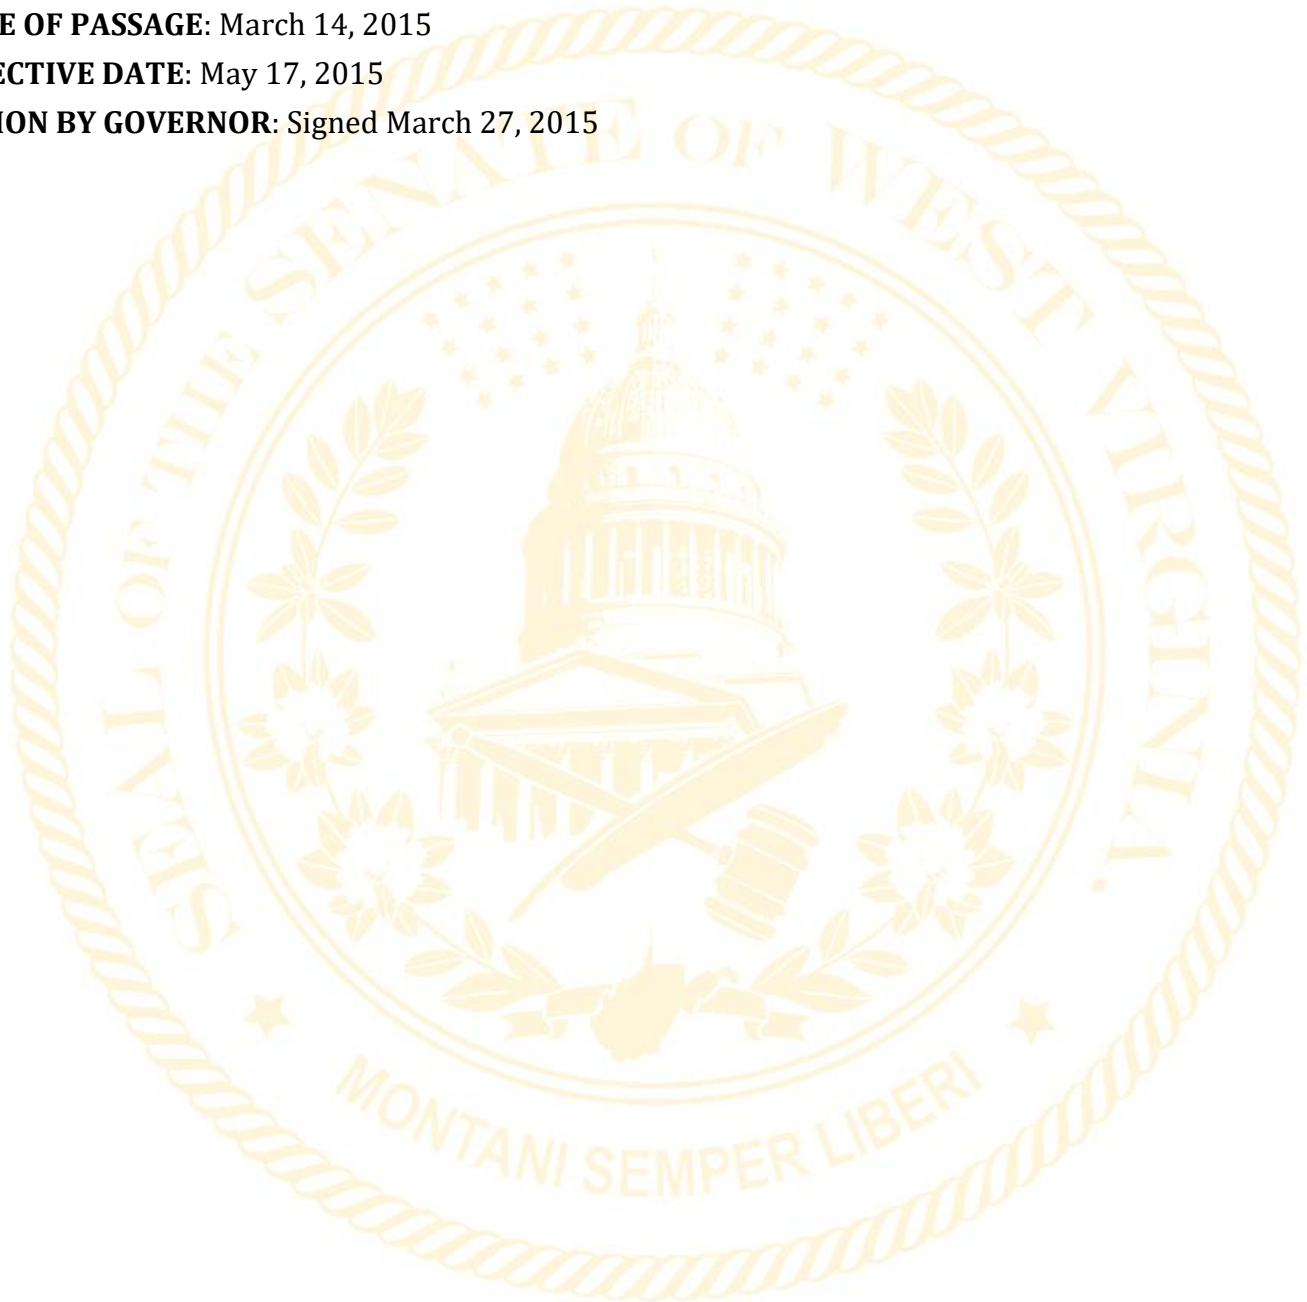 E OF PASSAGE: March 14, 2015
ECTIVE DATE: May 17, 2015
ION BY GOVERNOR: Signed March 27, 2015
SEAL OF THE SENATE OF WEST VIRGINIA.
MONTANI SEMPER LIBERI